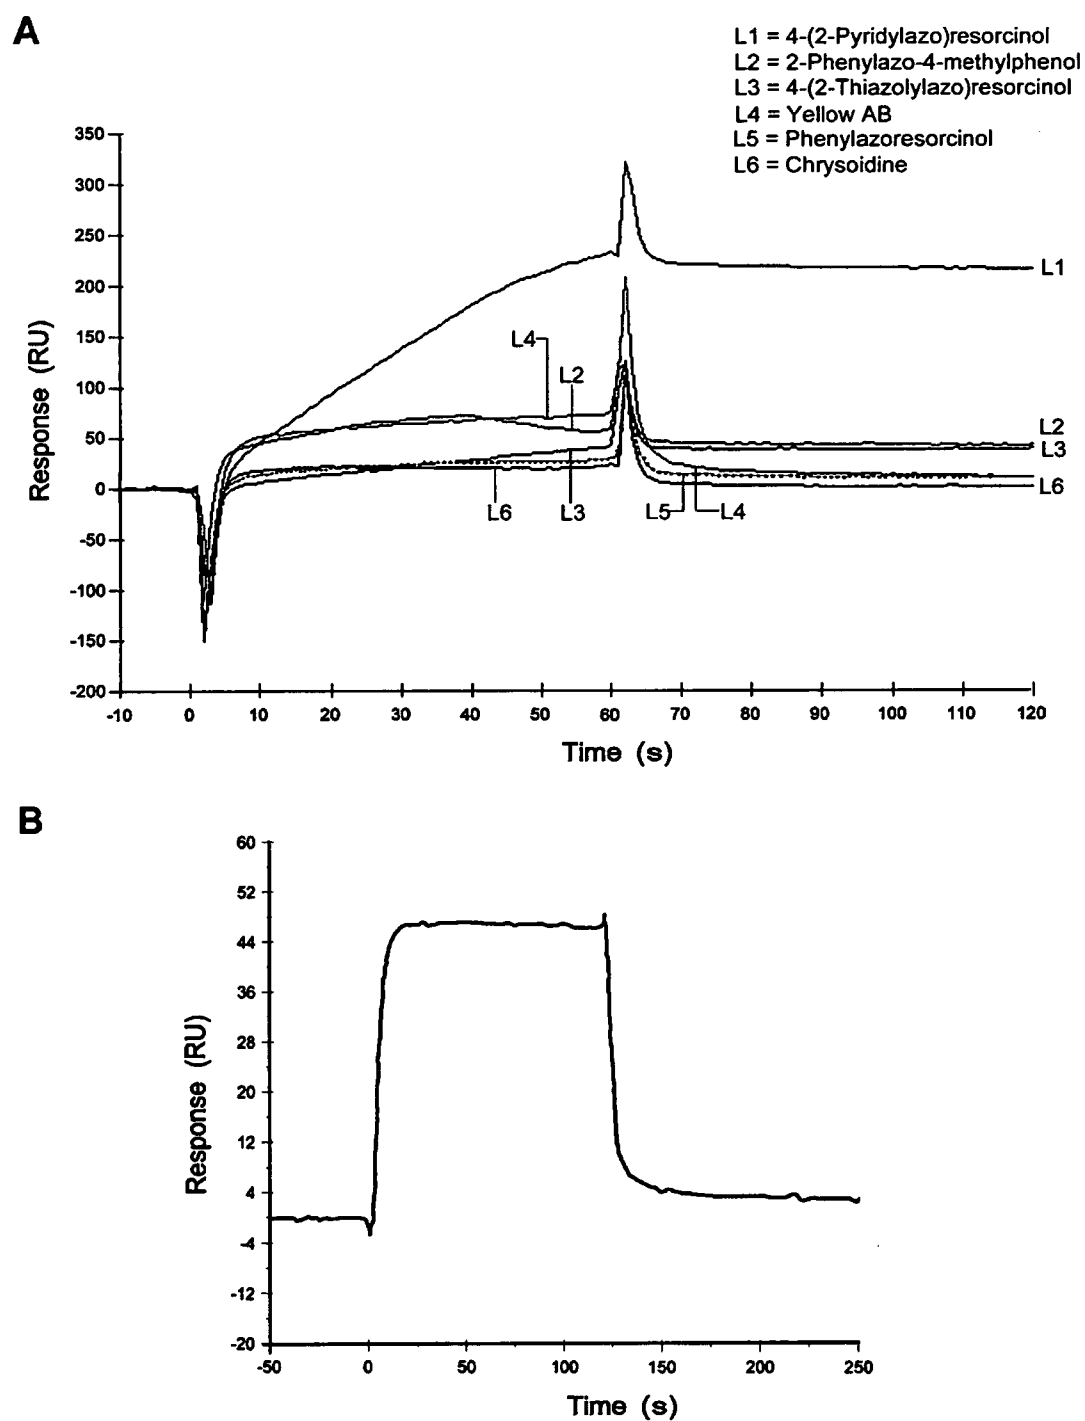 A
L1 = 4-(2-Pyridylazo)resorcinol
L2 = 2-Phenylazo-4-methylphenol
L3 = 4-(2-Thiazolylazo)resorcinol
L4 = Yellow AB
L5 = Phenylazoresorcinol
L6 = Chrysoidine
350
300
250
200
150
100
50
0
-50
-100
-150
-200
Response (RU)
L1
L4
L2
L2
L3
L6
L6
L3
L5
L4
-10 0 10 20 30 40 50 60 70 80 90 100 110 120
Time (s)
B
60
52
44
36
28
20
12
4
-4
-12
-20
Response (RU)
-50 0 50 100 150 200 250
Time (s)